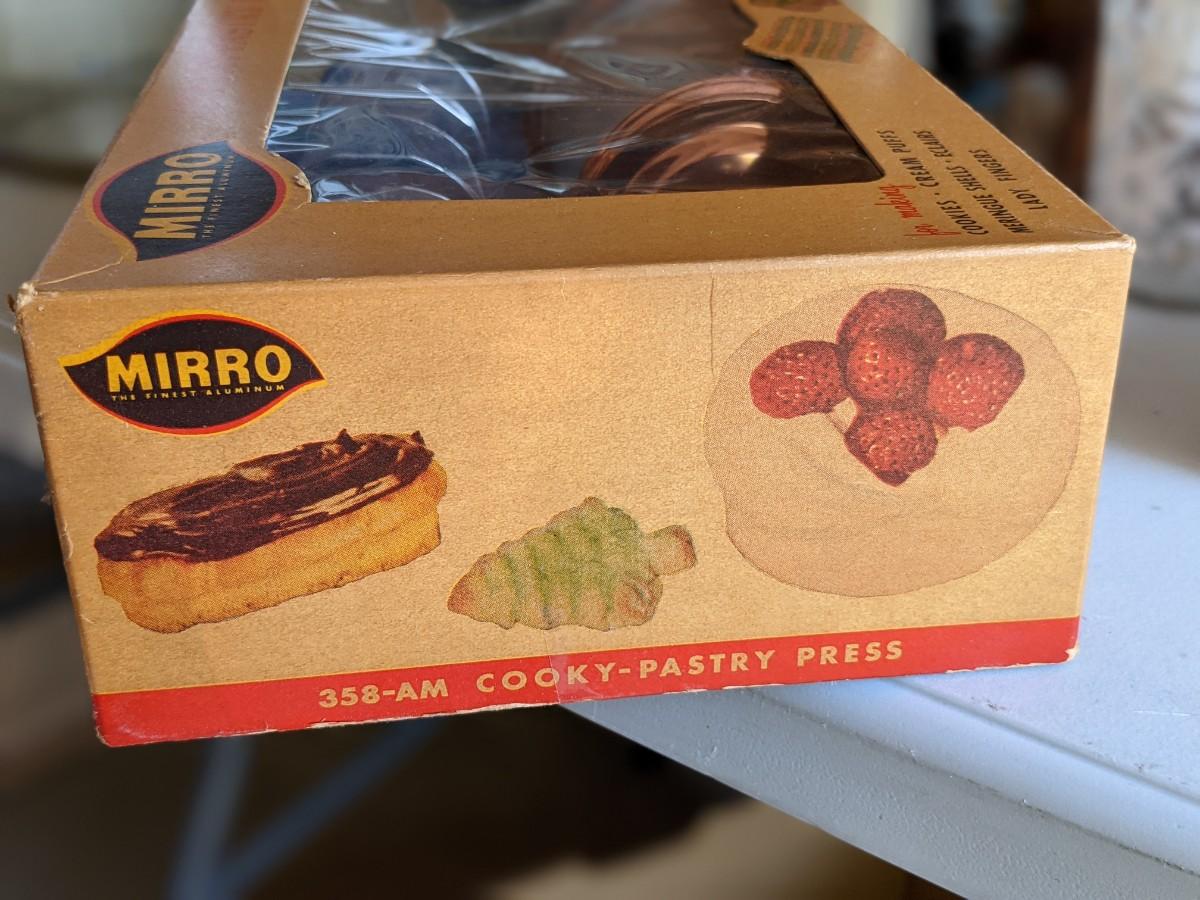 MIRRO
THE FINEST ALUMINUM
for making
COOKIES • CREAM PUFFS
MERINGUE SHELLS • ECLAIRS
LADY FINGERS
MIRRO
THE FINEST ALUMINUM
358-AM COOKY-PASTRY PRESS